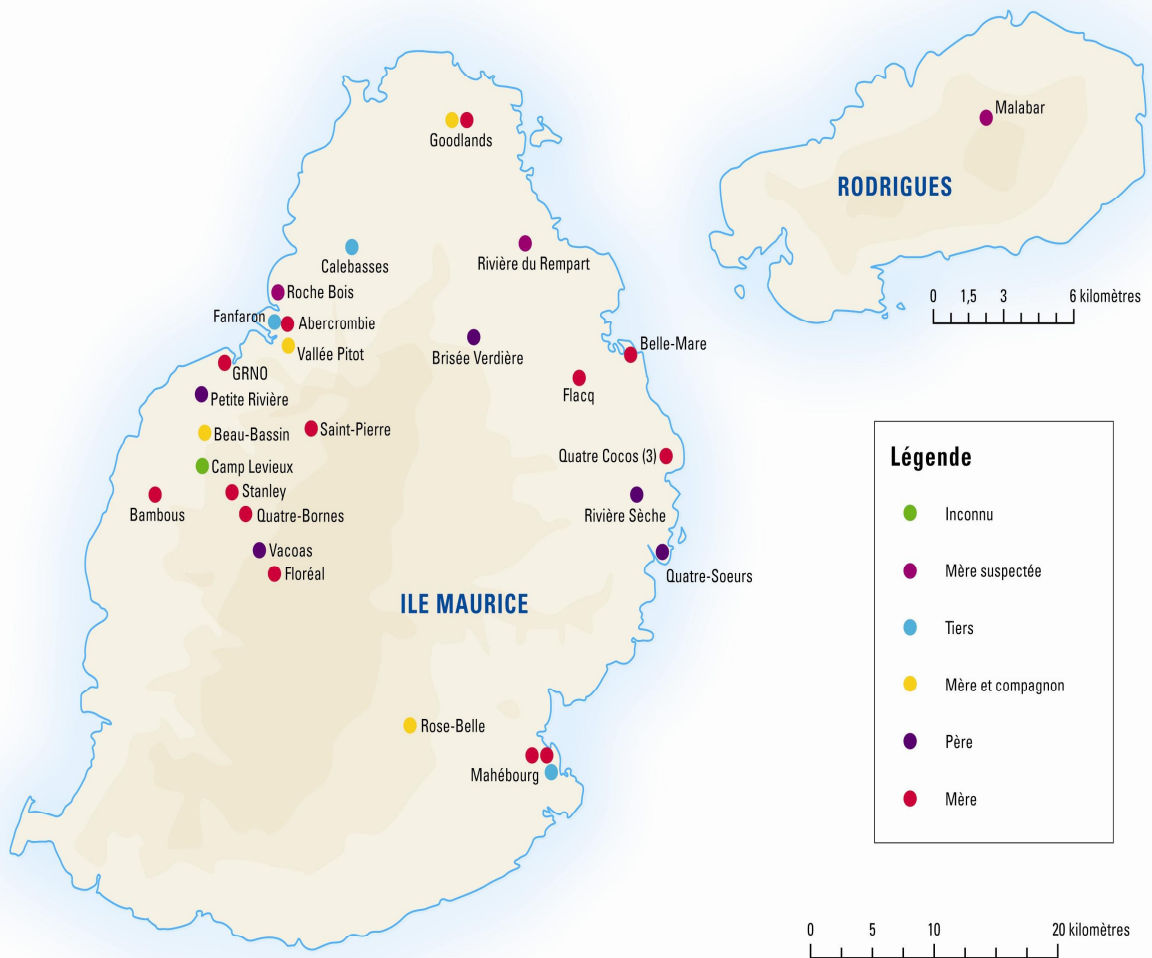 Goodlands
Malabar
RODRIGUES
Calebasses
Rivière du Rempart
Roche Bois
0 1,5 3 6 kilomètres
Fanfaron
Abercrombie
Vallée Pitot
Brisée Verdière
Belle-Mare
GRNO
Flacq
Petite Rivière
Beau-Bassin
Saint-Pierre
Quatre Cocos (3)
Camp Levieux
Stanley
Bambous
Quatre-Bornes
Rivière Sèche
Vacoas
Floréal
Quatre-Soeurs
ILE MAURICE
Rose-Belle
Mahébourg
Légende
Inconnu
Mère suspectée
Tiers
Mère et compagnon
Père
Mère
0 5 10 20 kilomètres